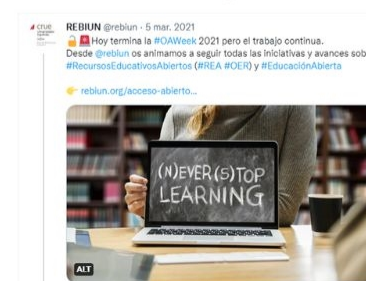 crue
REBIUN @rebiun · 5 mar. 2021
Hoy termina la #OAWeek 2021 pero el trabajo continua.
Desde @rebiun os animamos a seguir todas las iniciativas y avances sob
#RecursosEducativosAbiertos (#REA #OER) y #EducaciónAbierta
rebiun.org/acceso-abierto...
(N)EVER (S)TOP
LEARNING
ALT